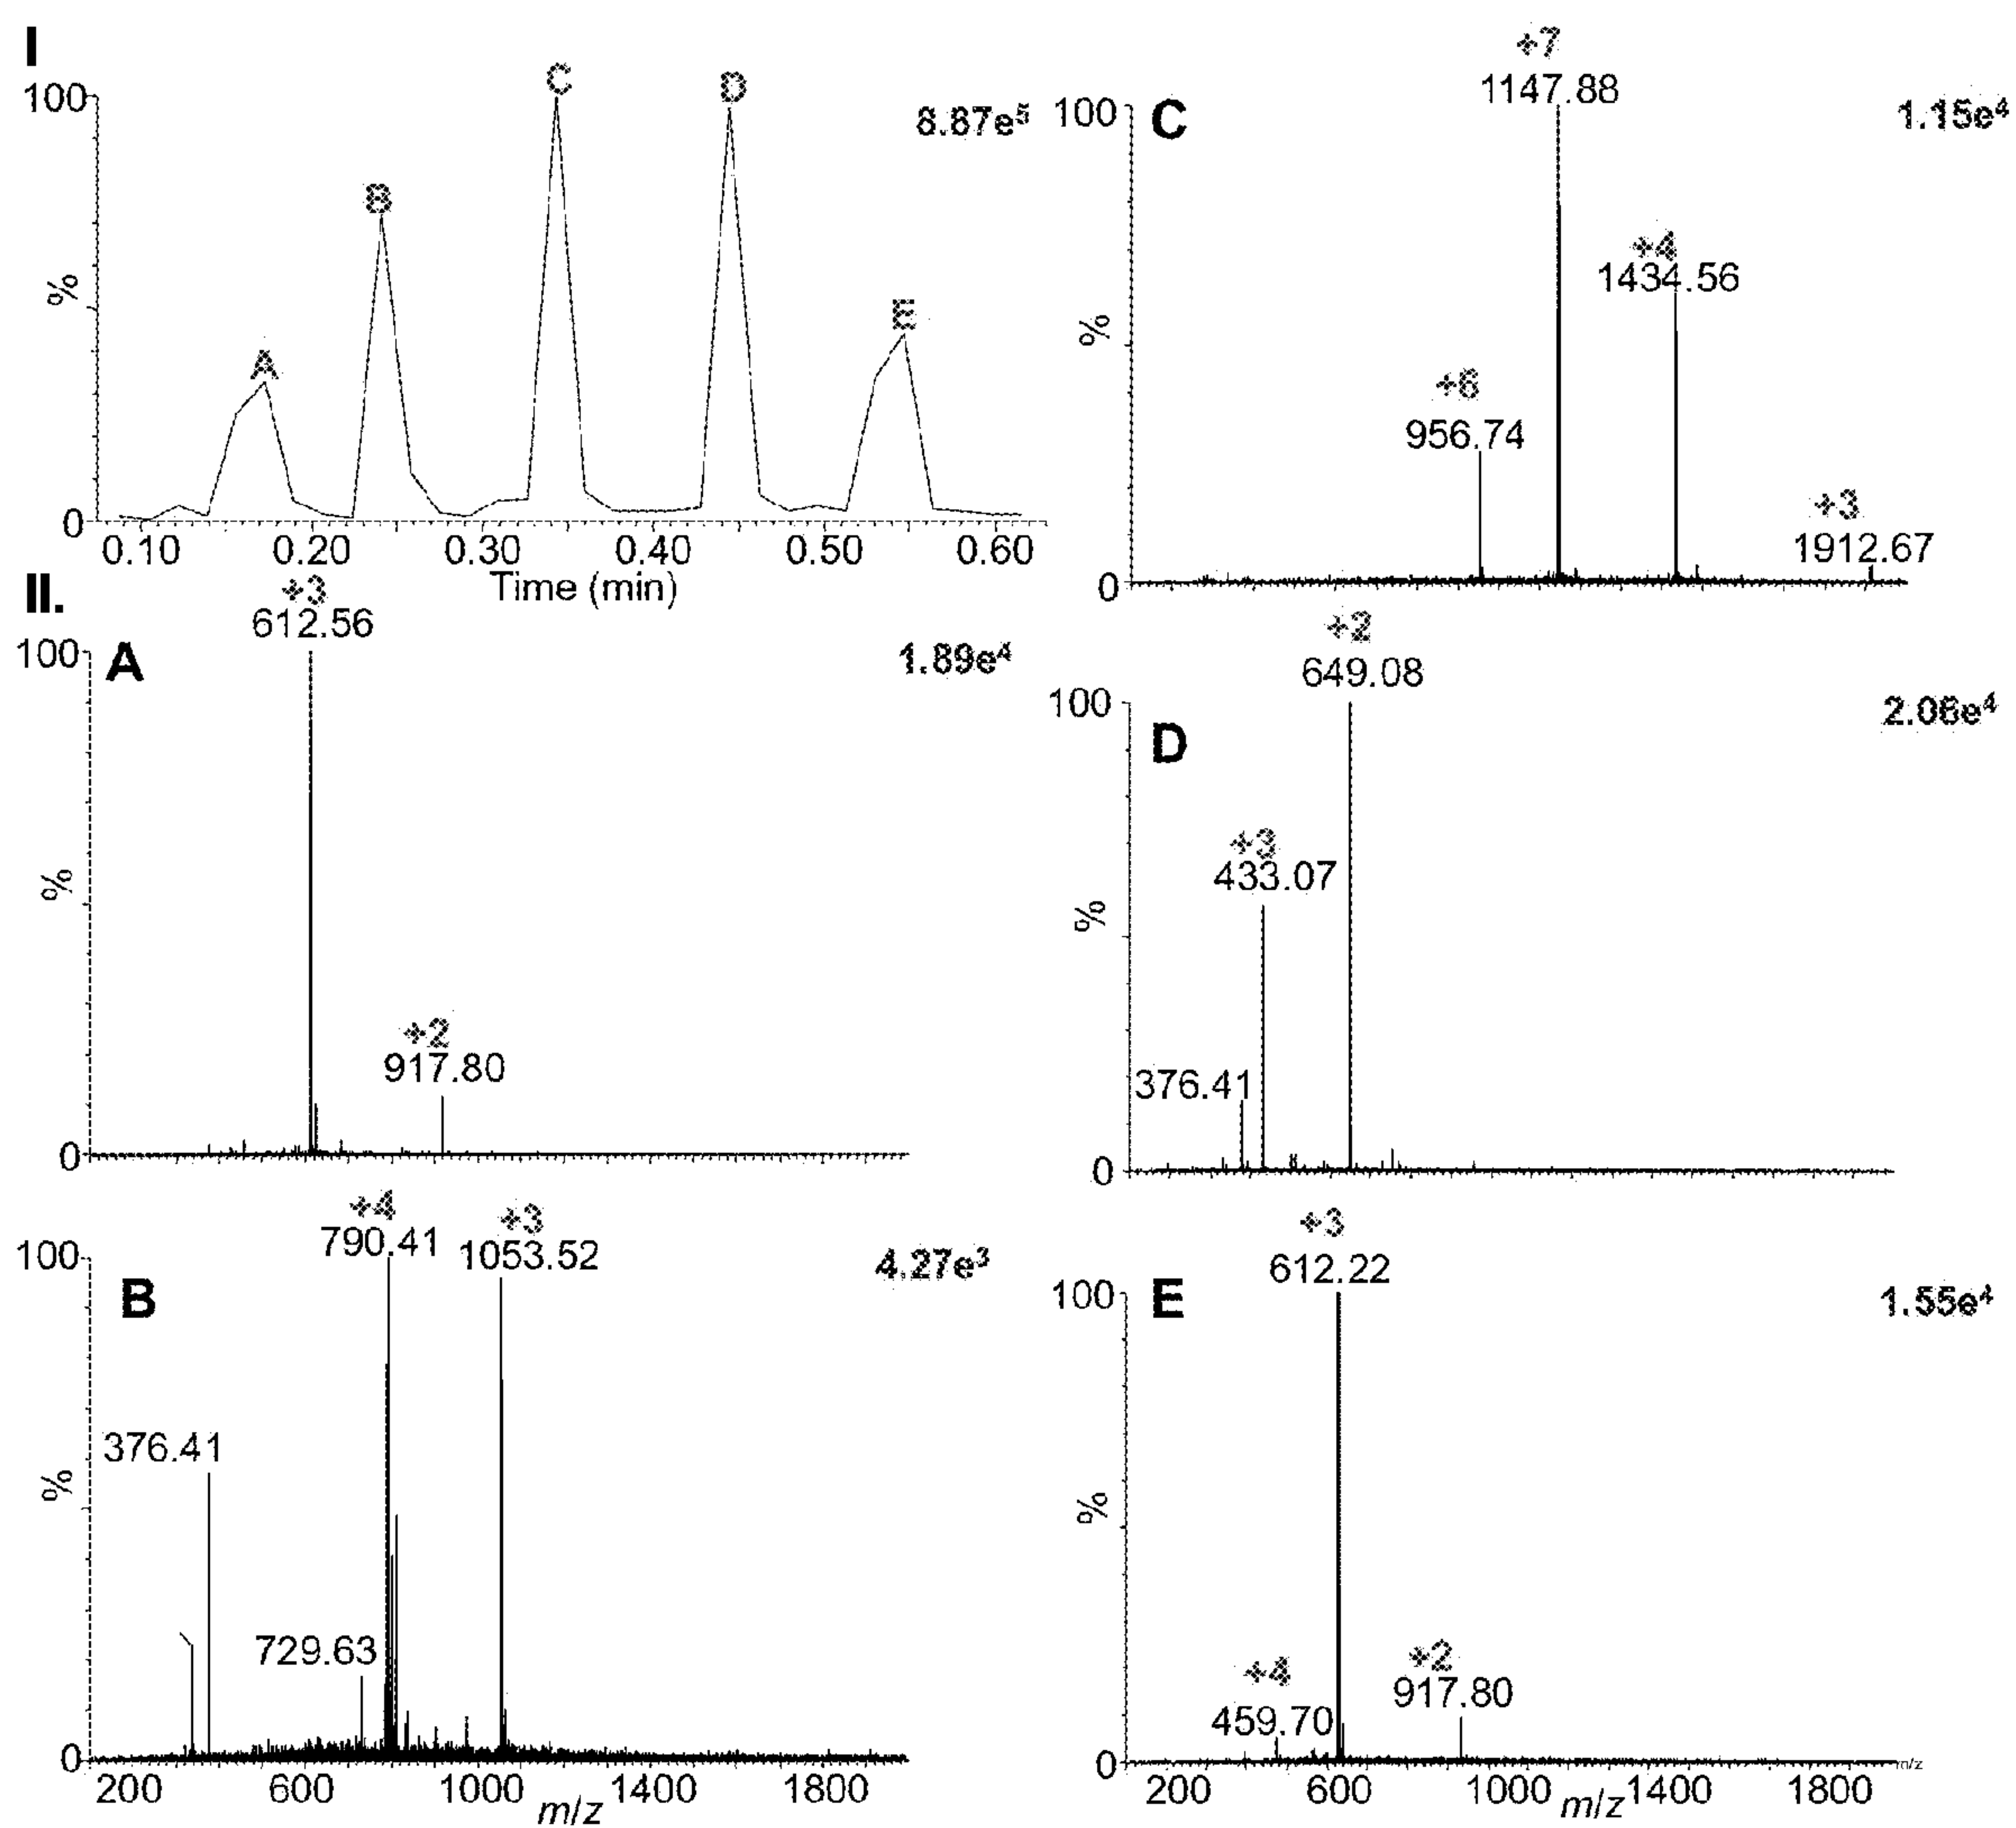 I
100
%
0
A
B
C
D
E
8.87e5
0.10 0.20 0.30 0.40 0.50 0.60
Time (min)
II.
A
100
%
0
+3
612.56
+2
917.80
1.89e4
B
100
%
0
376.41
729.63
+4
790.41
+3
1053.52
4.27e3
200 600 1000 1400 1800
m/z
C
100
%
0
+6
956.74
+7
1147.88
+4
1434.56
+3
1912.67
1.15e4
D
100
%
0
376.41
+3
433.07
+2
649.08
2.06e4
E
100
%
0
+4
459.70
+3
612.22
+2
917.80
1.55e4
200 600 1000 1400 1800
m/z
m/z